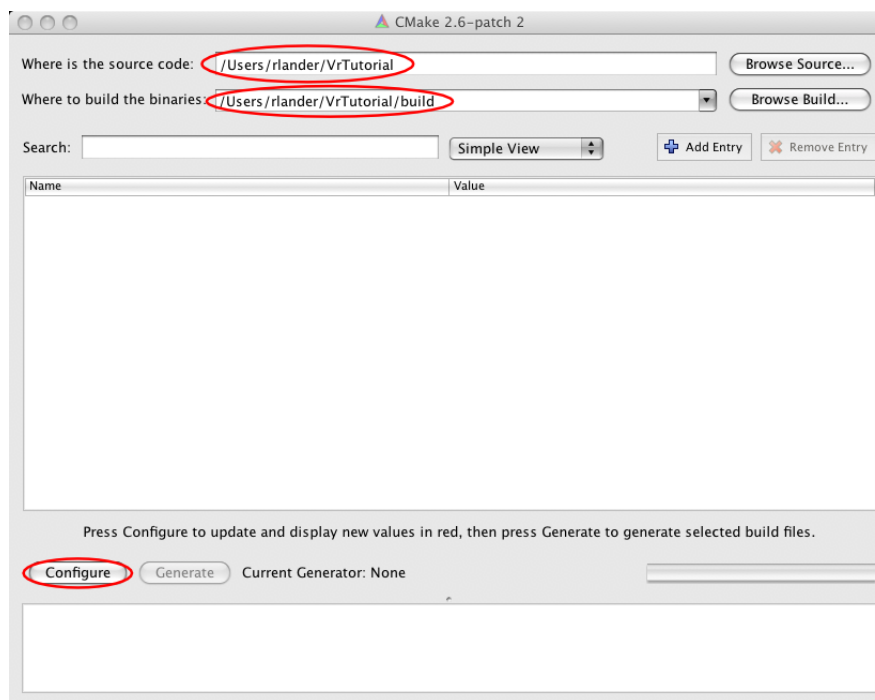 CMake 2.6-patch 2
Where is the source code: /Users/rlander/VrTutorial Browse Source...
Where to build the binaries: /Users/rlander/VrTutorial/build Browse Build...
Search: Simple View Add Entry Remove Entry
Name Value
Press Configure to update and display new values in red, then press Generate to generate selected build files.
Configure Generate Current Generator: None